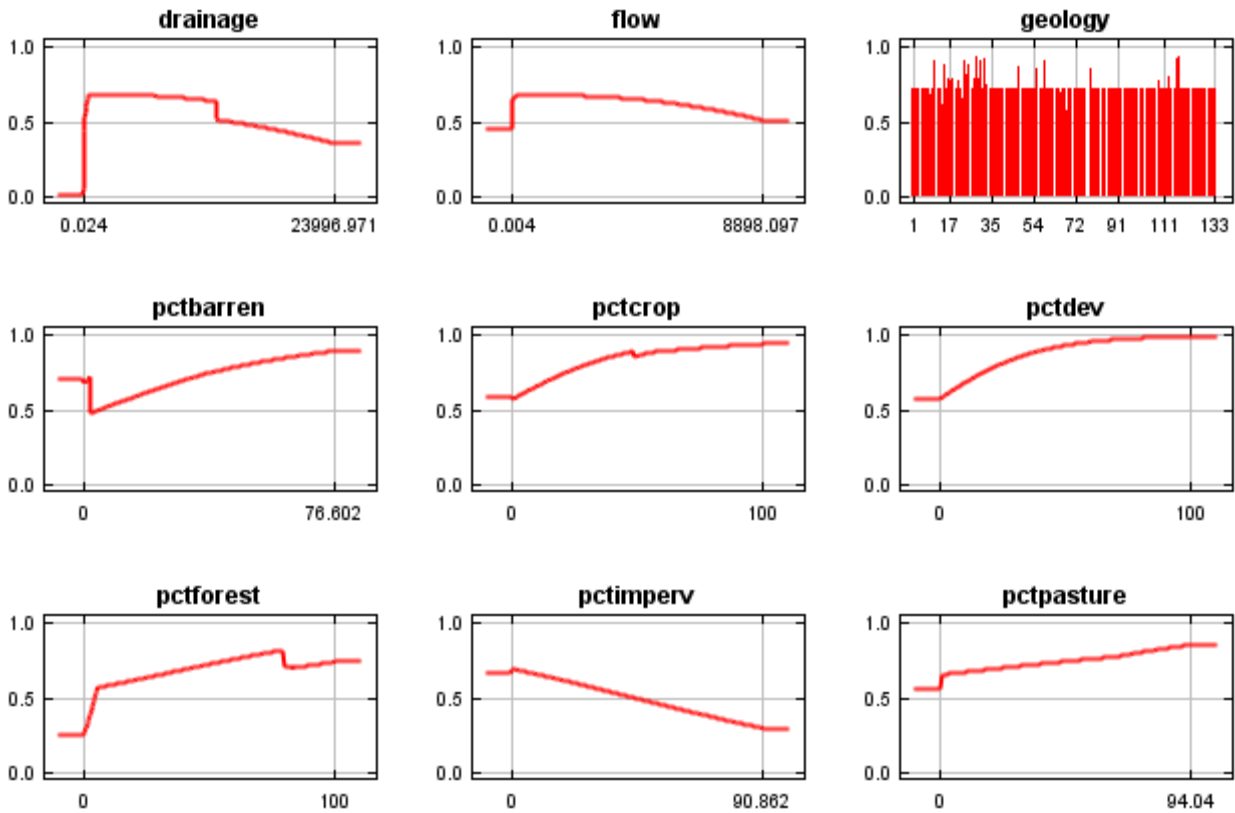 drainage flow geology
1.0 1.0 1.0
0.5 0.5 0.5
0.0 0.0 0.0
0.024 23996.971 0.004 8898.097 1 17 35 54 72 91 111 133
pctbarren pctcrop pctdev
1.0 1.0 1.0
0.5 0.5 0.5
0.0 0.0 0.0
0 76.602 0 100 0 100
pctforest pctimperv pctpasture
1.0 1.0 1.0
0.5 0.5 0.5
0.0 0.0 0.0
0 100 0 90.862 0 94.04